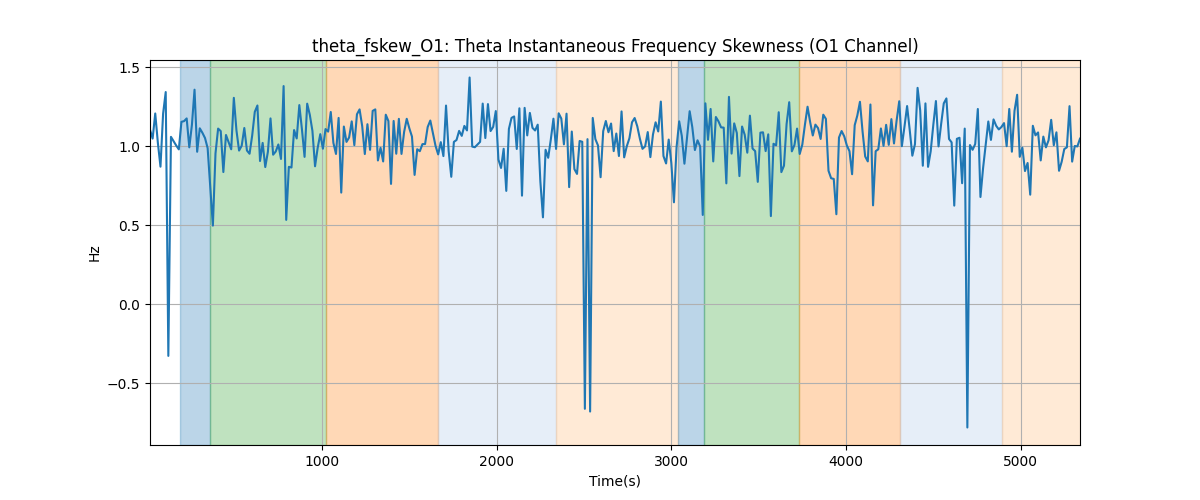 theta_fskew_O1: Theta Instantaneous Frequency Skewness (O1 Channel)
1.5
1.0
0.5
0.0
−0.5
Hz
1000 2000 3000 4000 5000
Time(s)